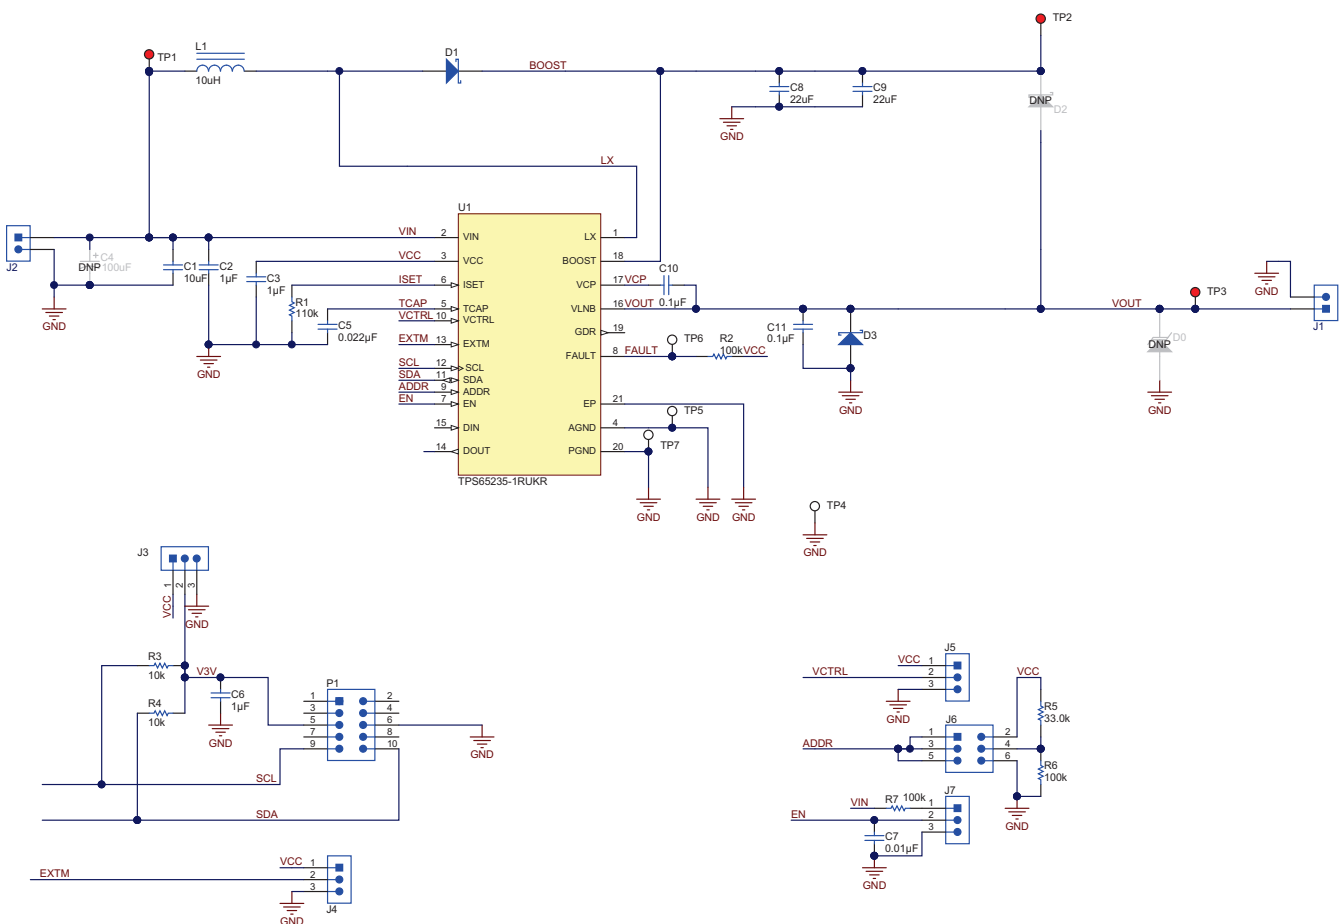 TP2
L1
TP1
D1
BOOST
10uH
C8
22uF
C9
22uF
DNP
D2
GND
LX
U1
J2
C4
DNP
100uF
+
C1
10uF
C2
1µF
VIN
2
VIN
LX
1
VCC
3
VCC
BOOST
18
C3
1µF
ISET
6
ISET
VCP
17
VCP
C10
0.1µF
R1
110k
TCAP
5
TCAP
VLNB
16
VOUT
VCTRL
10
VCTRL
C5
0.022µF
GDR
19
EXTM
13
EXTM
FAULT
8
FAULT
TP6
R2
100k
VCC
C11
0.1µF
D3
VOUT
TP3
GND
J1
DNP
D0
GND
GND
SCL
12
SCL
SDA
11
SDA
ADDR
9
ADDR
EN
7
EN
EP
21
TP5
15
DIN
AGND
4
TP7
14
DOUT
PGND
20
GND
GND
TPS65235-1RUKR
GND
GND
GND
TP4
GND
J3
1
2
3
VCC
GND
R3
10k
V3V
C6
1µF
R4
10k
GND
P1
1
2
3
4
5
6
7
8
9
10
GND
SCL
SDA
EXTM
VCC
1
2
3
GND
J4
J5
VCC
1
VCTRL
2
3
GND
VCC
J6
R5
33.0k
ADDR
1
2
3
4
5
6
R6
100k
GND
J7
VIN
R7
100k
1
EN
2
3
C7
0.01µF
GND